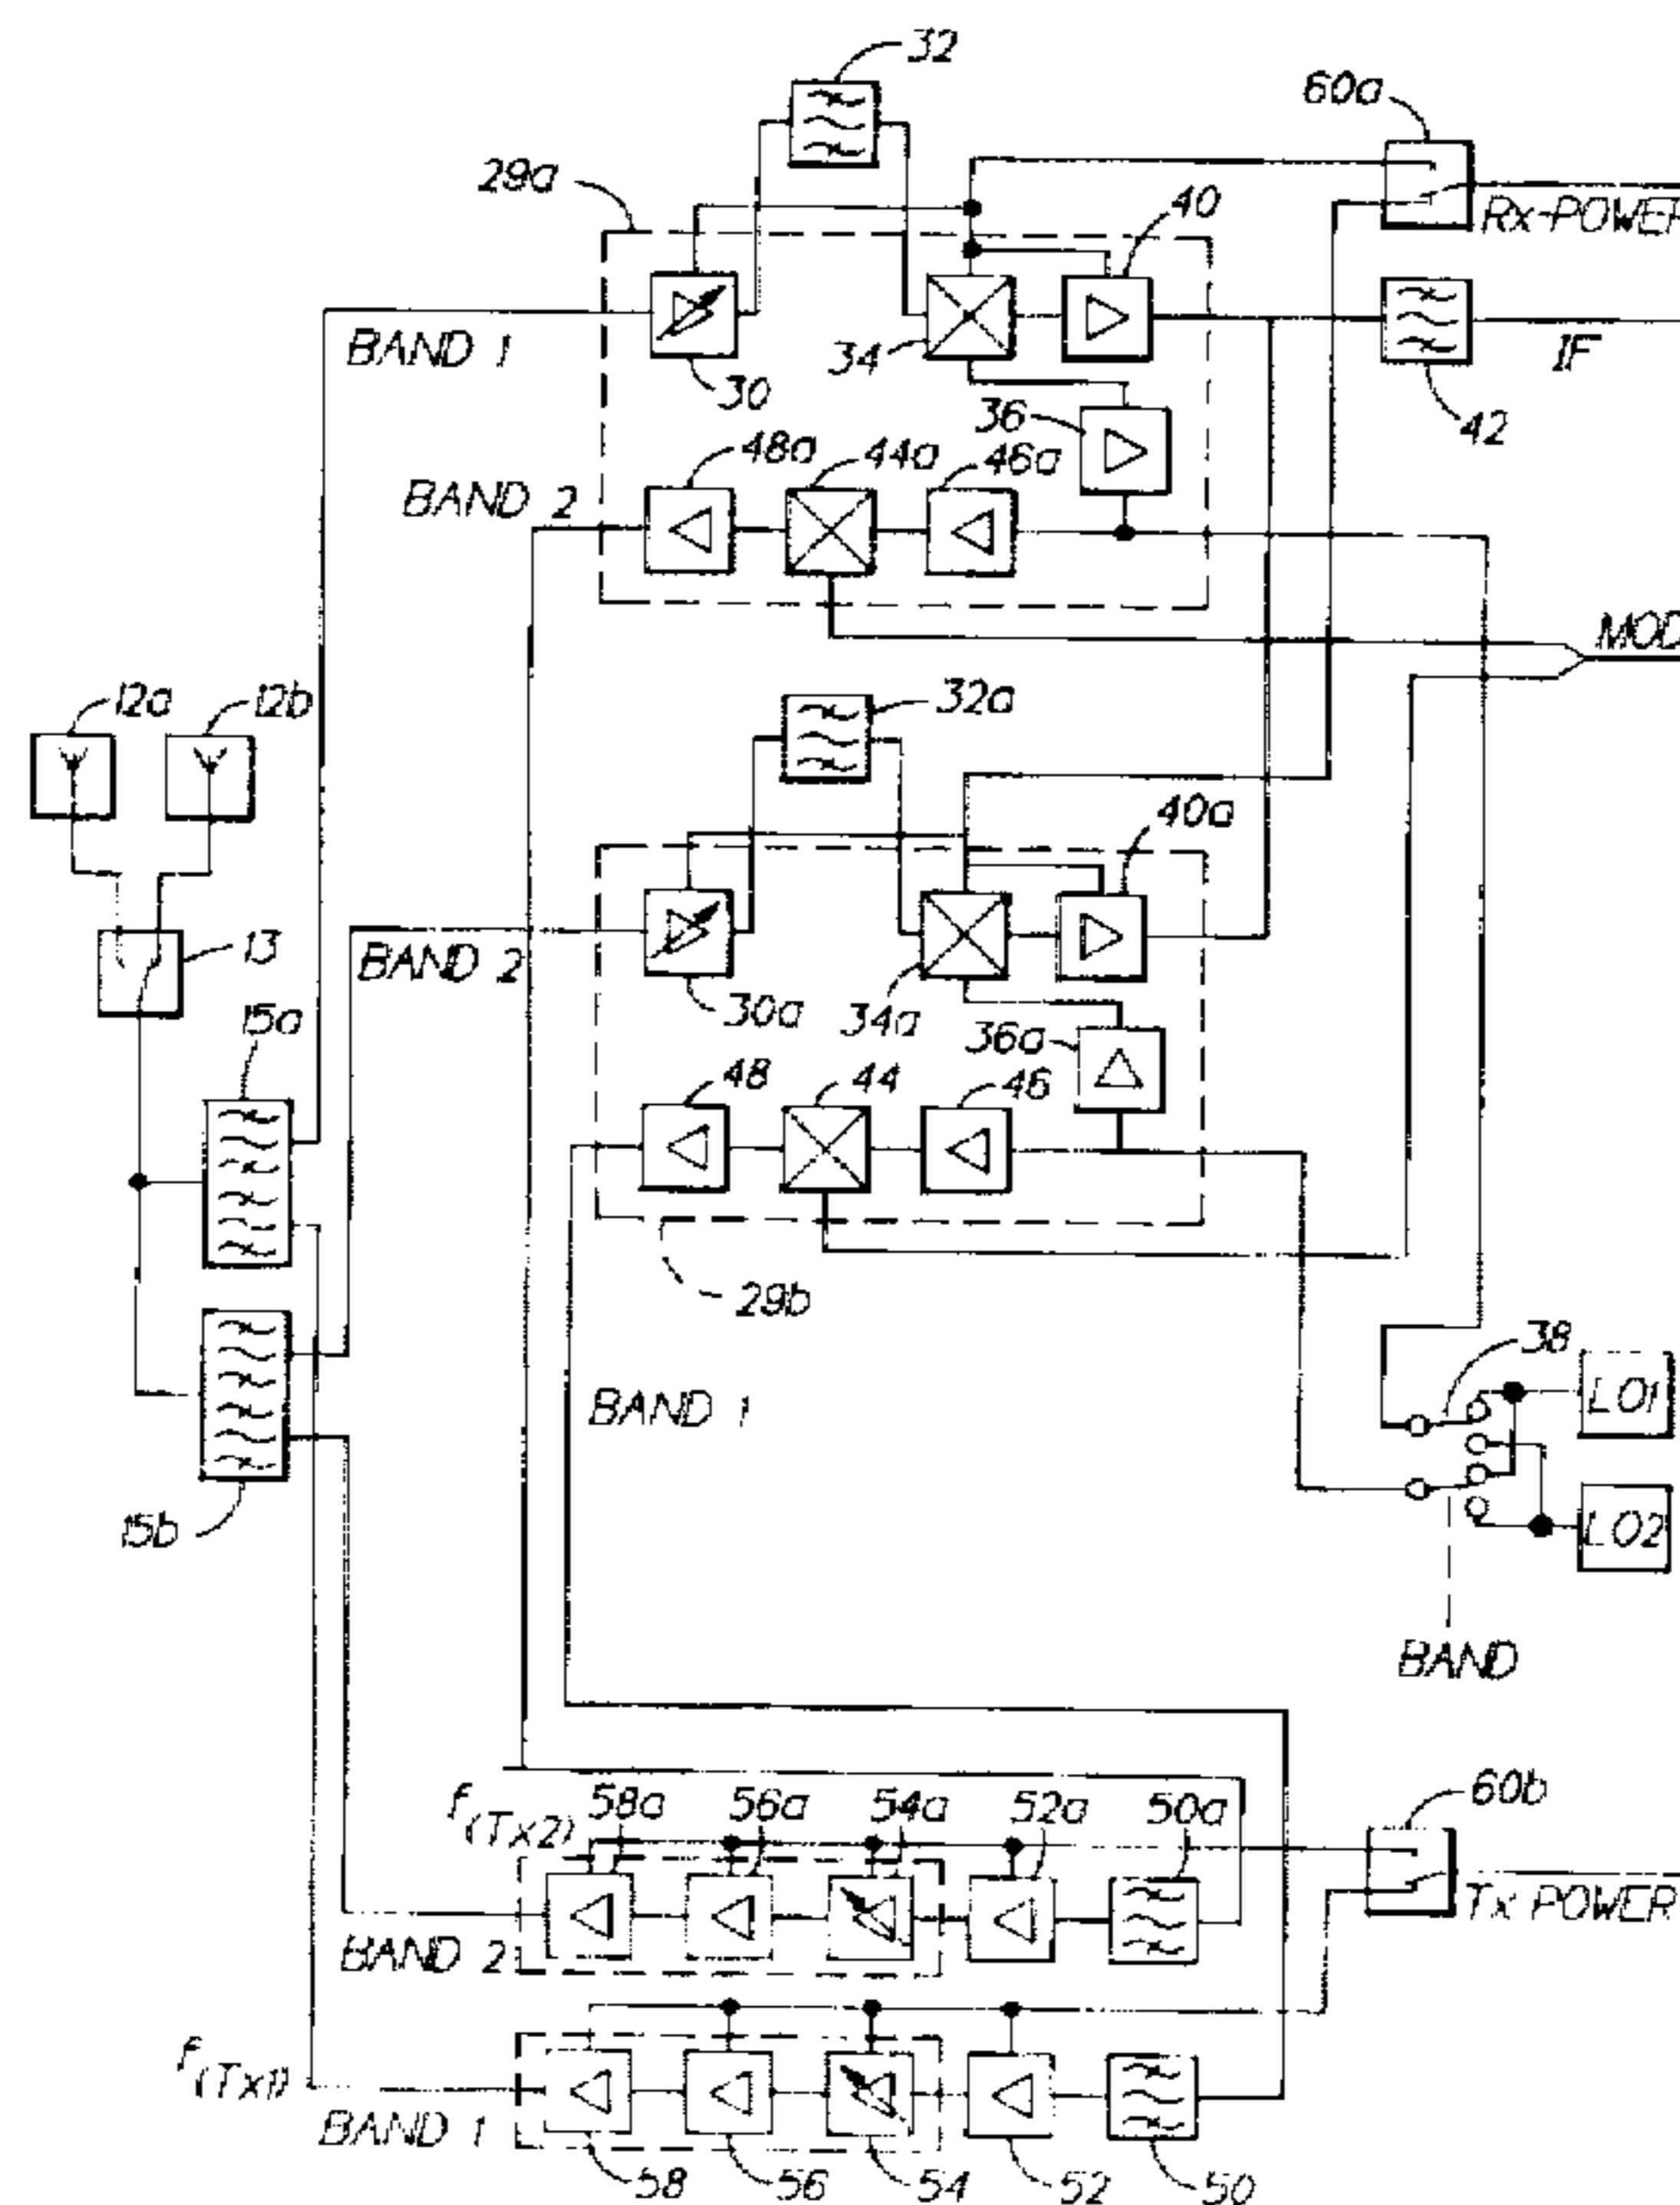 32
60a
29a
40
Rx-POWER
BAND 1
34
IF
30
36
42
48a
44a
46a
BAND 2
MOD
12a
12b
32a
40a
13
BAND 2
15a
30a
34a
36a
48
44
46
29b
38
BAND 1
LO1
15b
LO2
BAND
f(Tx2)
58a
56a
54a
52a
50a
60b
Tx POWER
BAND 2
f(Tx1)
BAND 1
58
56
54
52
50